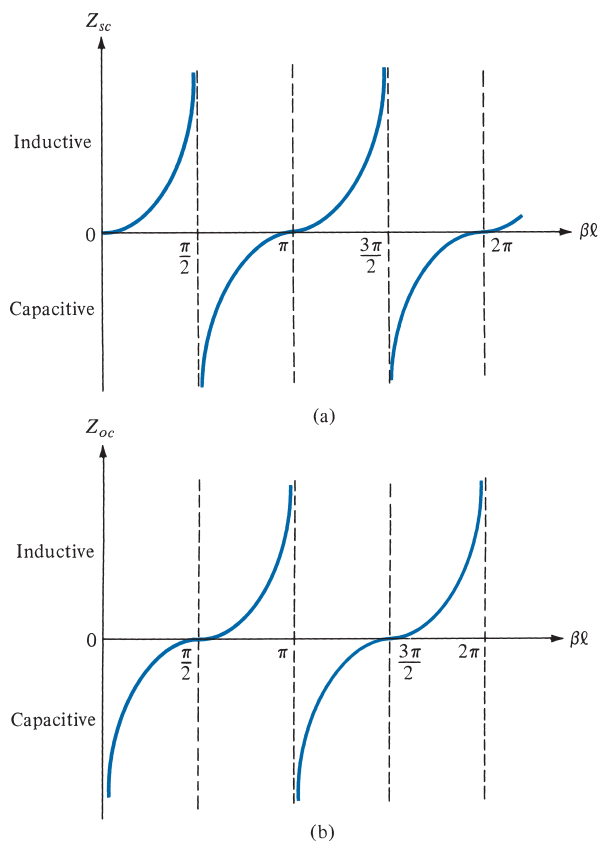 Z_sc
Inductive
0
π/2
π
3π/2
2π
βℓ
Capacitive
(a)
Z_oc
Inductive
0
π/2
π
3π/2
2π
βℓ
Capacitive
(b)